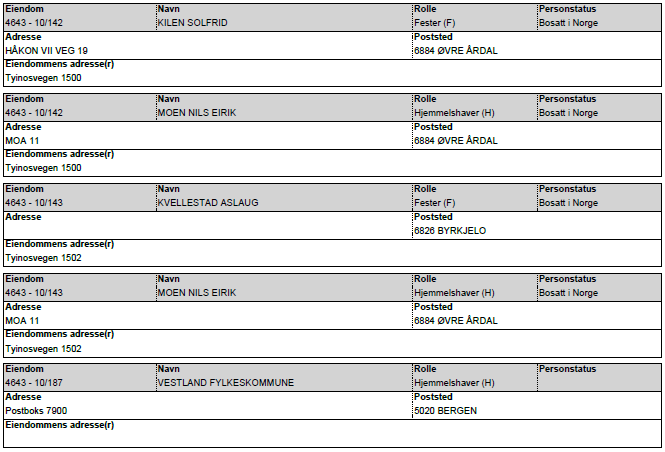 Eiendom Navn Rolle Personstatus
4643 - 10/142 KILEN SOLFRID Fester (F) Bosatt i Norge
Adresse Poststed
HÅKON VII VEG 19 6884 ØVRE ÅRDAL
Eiendommens adresse(r)
Tyinosvegen 1500
Eiendom Navn Rolle Personstatus
4643 - 10/142 MOEN NILS EIRIK Hjemmelshaver (H) Bosatt i Norge
Adresse Poststed
MOA 11 6884 ØVRE ÅRDAL
Eiendommens adresse(r)
Tyinosvegen 1500
Eiendom Navn Rolle Personstatus
4643 - 10/143 KVELLESTAD ASLAUG Fester (F) Bosatt i Norge
Adresse Poststed
6826 BYRKJELO
Eiendommens adresse(r)
Tyinosvegen 1502
Eiendom Navn Rolle Personstatus
4643 - 10/143 MOEN NILS EIRIK Hjemmelshaver (H) Bosatt i Norge
Adresse Poststed
MOA 11 6884 ØVRE ÅRDAL
Eiendommens adresse(r)
Tyinosvegen 1502
Eiendom Navn Rolle Personstatus
4643 - 10/187 VESTLAND FYLKESKOMMUNE Hjemmelshaver (H)
Adresse Poststed
Postboks 7900 5020 BERGEN
Eiendommens adresse(r)